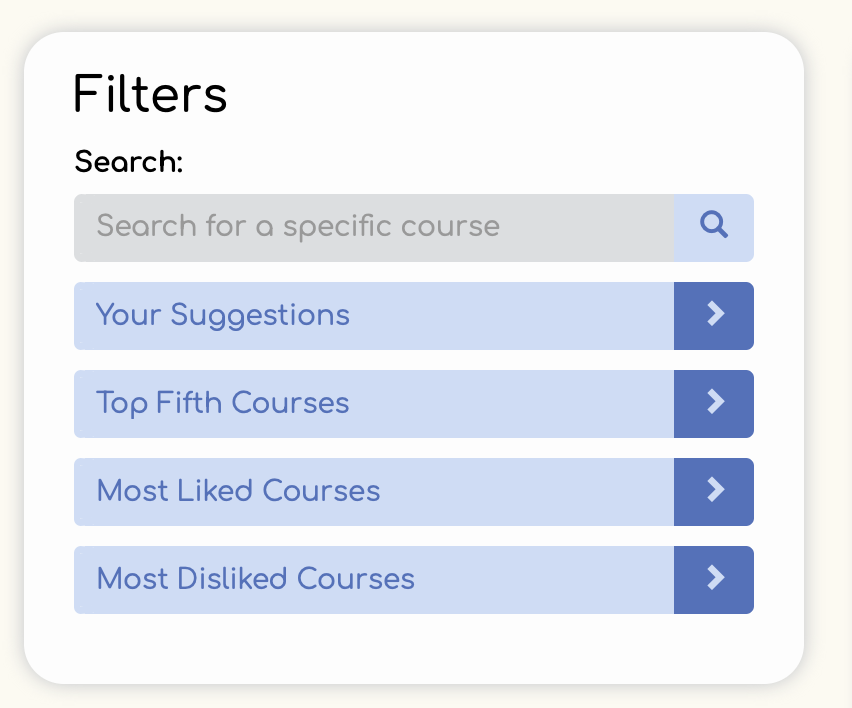 Filters
Search:
Search for a specific course
Your Suggestions
Top Fifth Courses
Most Liked Courses
Most Disliked Courses